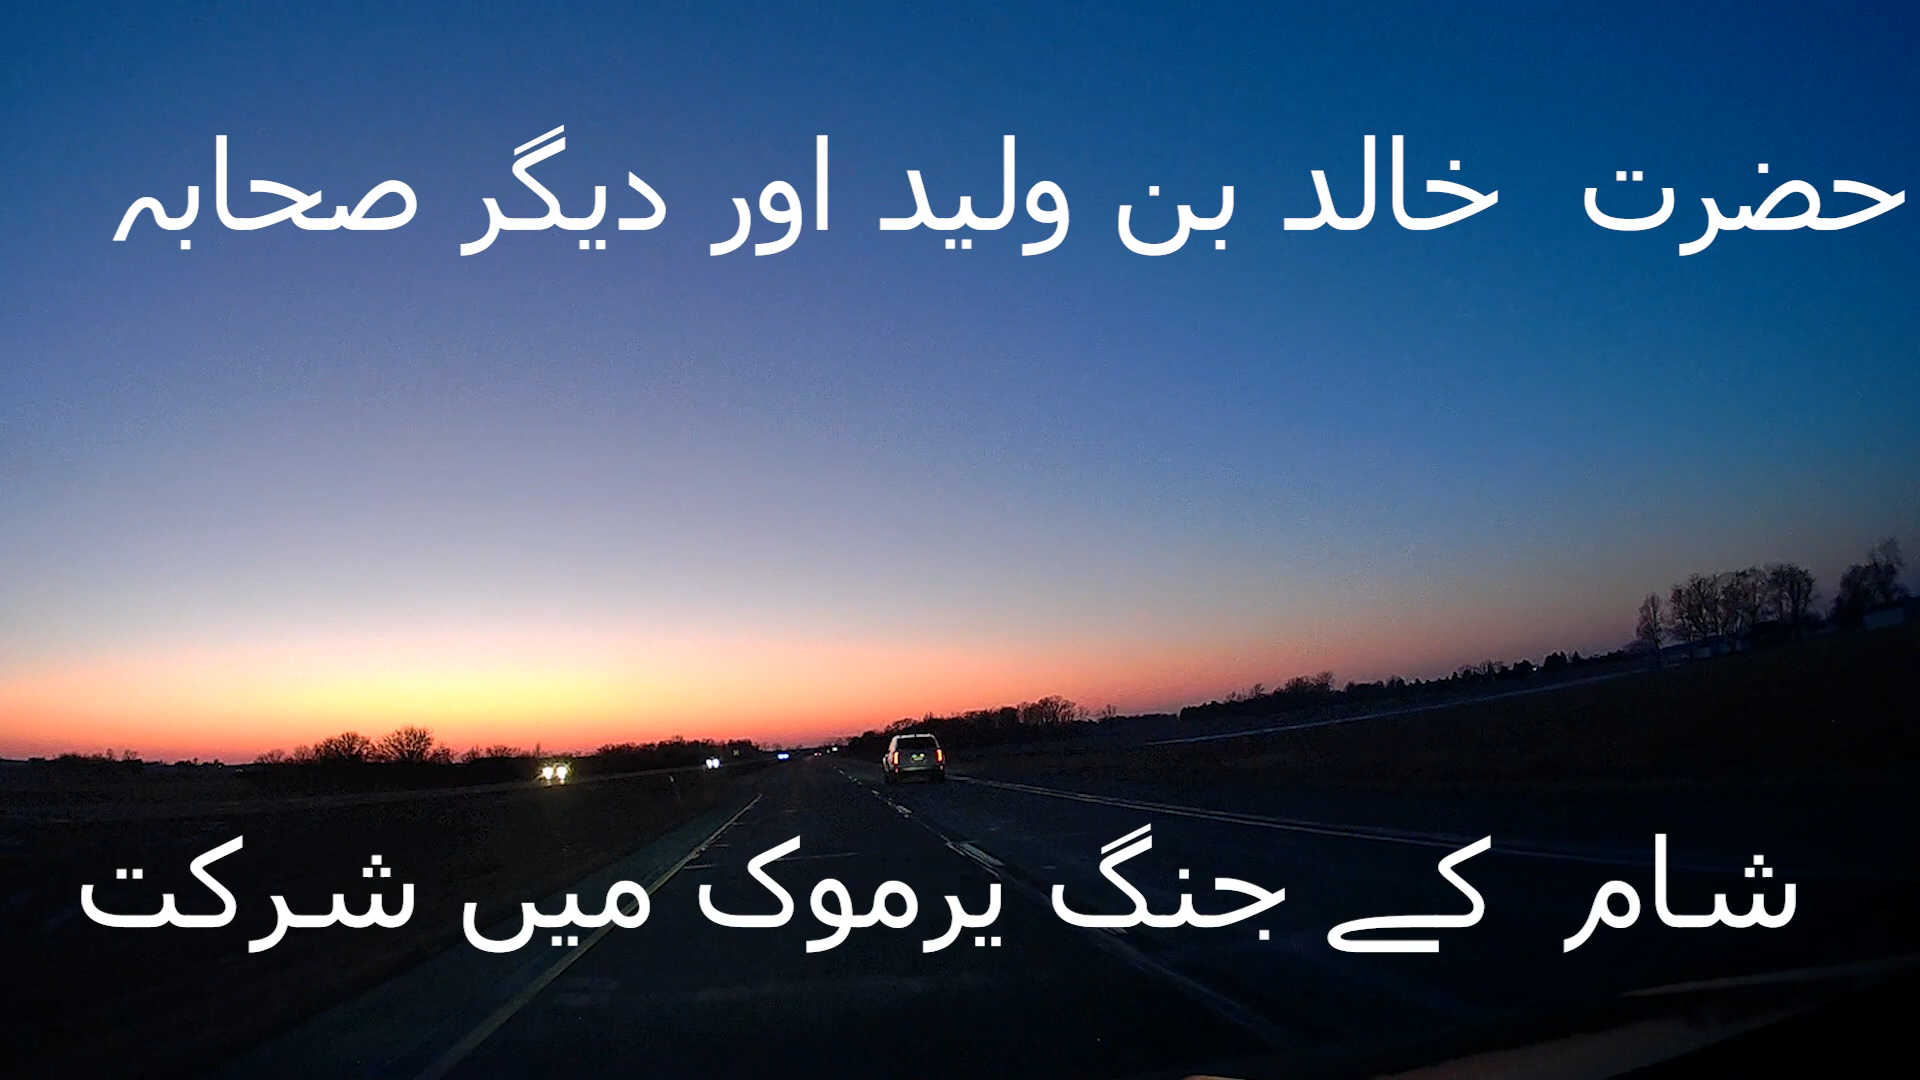 حضرت خالد بن ولید اور دیگر صحابہ
شام کے جنگ یرموک میں شرکت